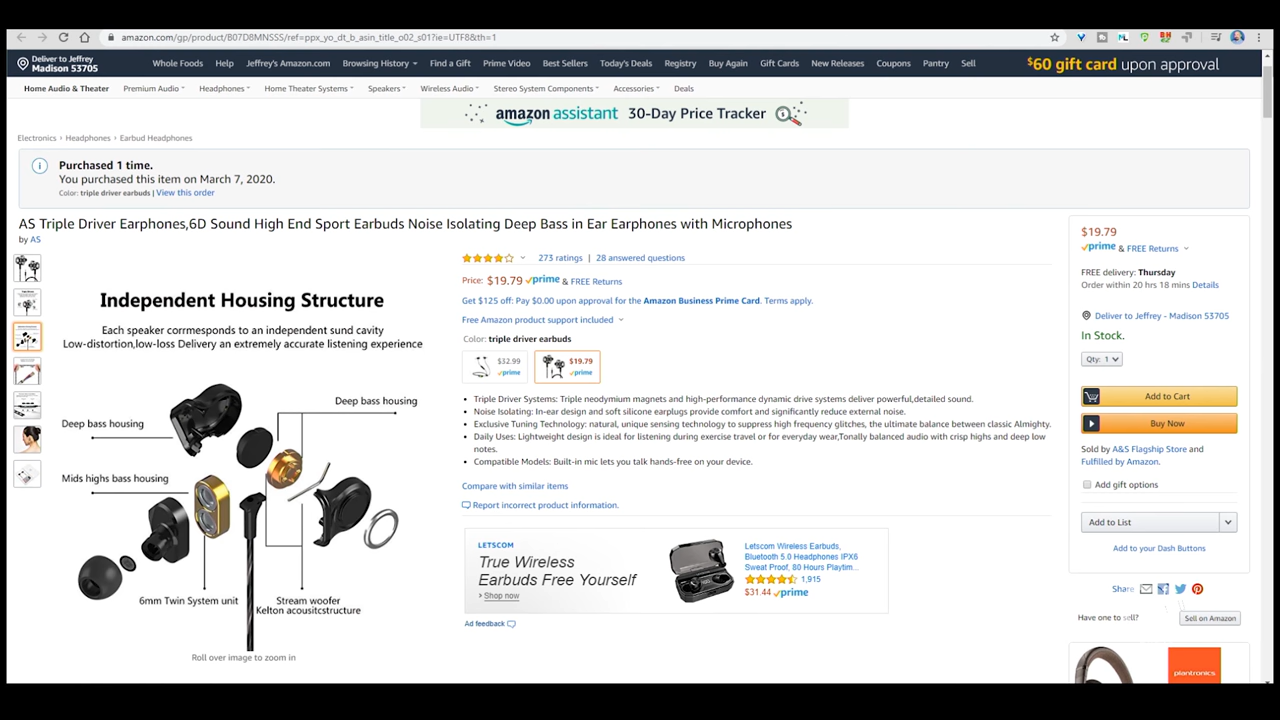 amazon.com/gp/product/B07D8MNSSS/ref=ppx_yo_dt_b_asin_title_o02_s01?ie=UTF8&th=1
Deliver to Jeffrey
Madison 53705
Whole Foods Help Jeffrey's Amazon.com Browsing History Find a Gift Prime Video Best Sellers Today's Deals Registry Buy Again Gift Cards New Releases Coupons Pantry Sell
$60 gift card upon approval
Home Audio & Theater Premium Audio Headphones Home Theater Systems Speakers Wireless Audio Stereo System Components Accessories Deals
amazon assistant 30-Day Price Tracker
Electronics › Headphones › Earbud Headphones
Purchased 1 time.
You purchased this item on March 7, 2020.
Color: triple driver earbuds | View this order
AS Triple Driver Earphones,6D Sound High End Sport Earbuds Noise Isolating Deep Bass in Ear Earphones with Microphones
by AS
Independent Housing Structure
Each speaker corrmesponds to an independent sund cavity
Low-distortion,low-loss Delivery an extremely accurate listening experience
Deep bass housing
Deep bass housing
Mids highs bass housing
6mm Twin System unit
Stream woofer
Kelton acousitcstructure
Roll over image to zoom in
273 ratings | 28 answered questions
Price: $19.79 prime & FREE Returns
Get $125 off: Pay $0.00 upon approval for the Amazon Business Prime Card. Terms apply.
Free Amazon product support included
Color: triple driver earbuds
$32.99
prime
$19.79
prime
• Triple Driver Systems: Triple neodymium magnets and high-performance dynamic drive systems deliver powerful,detailed sound.
• Noise Isolating: In-ear design and soft silicone earplugs provide comfort and significantly reduce external noise.
• Exclusive Tuning Technology: natural, unique sensing technology to suppress high frequency glitches, the ultimate balance between classic Almighty.
• Daily Uses: Lightweight design is ideal for listening during exercise travel or for everyday wear,Tonally balanced audio with crisp highs and deep low
notes.
• Compatible Models: Built-in mic lets you talk hands-free on your device.
Compare with similar items
Report incorrect product information.
LETSCOM
True Wireless
Earbuds Free Yourself
› Shop now
Letscom Wireless Earbuds,
Bluetooth 5.0 Headphones IPX6
Sweat Proof, 80 Hours Playtim...
1,915
$31.44 prime
Ad feedback
$19.79
prime & FREE Returns
FREE delivery: Thursday
Order within 20 hrs 18 mins Details
Deliver to Jeffrey - Madison 53705
In Stock.
Qty: 1
Add to Cart
Buy Now
Sold by A&S Flagship Store and
Fulfilled by Amazon.
Add gift options
Add to List
Add to your Dash Buttons
Share
Have one to sell?
Sell on Amazon
plantronics